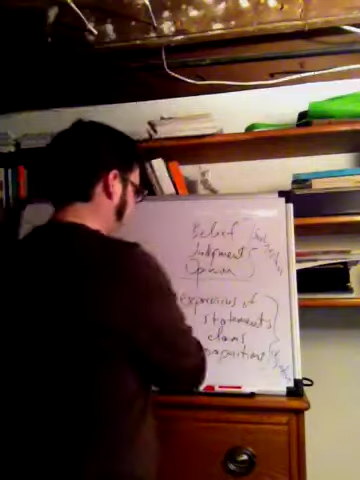 Belief
Judgment
Opinion
expressions of
statements
claims
propositions